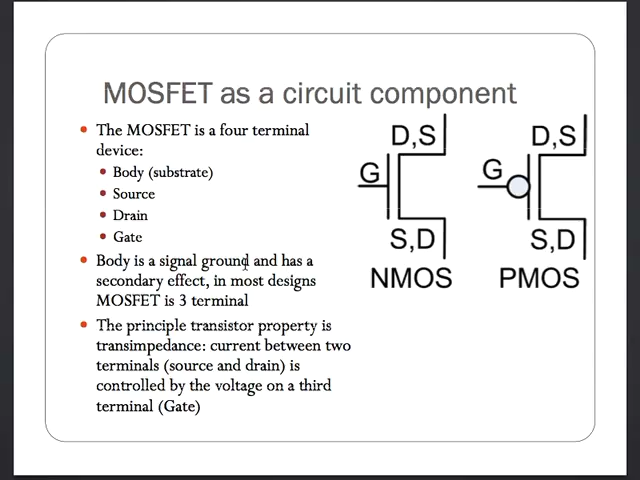 MOSFET as a circuit component
The MOSFET is a four terminal
device:
Body (substrate)
Source
Drain
Gate
Body is a signal ground and has a
secondary effect, in most designs
MOSFET is 3 terminal
The principle transistor property is
transimpedance: current between two
terminals (source and drain) is
controlled by the voltage on a third
terminal (Gate)
D,S
G
S,D
NMOS
D,S
G
S,D
PMOS